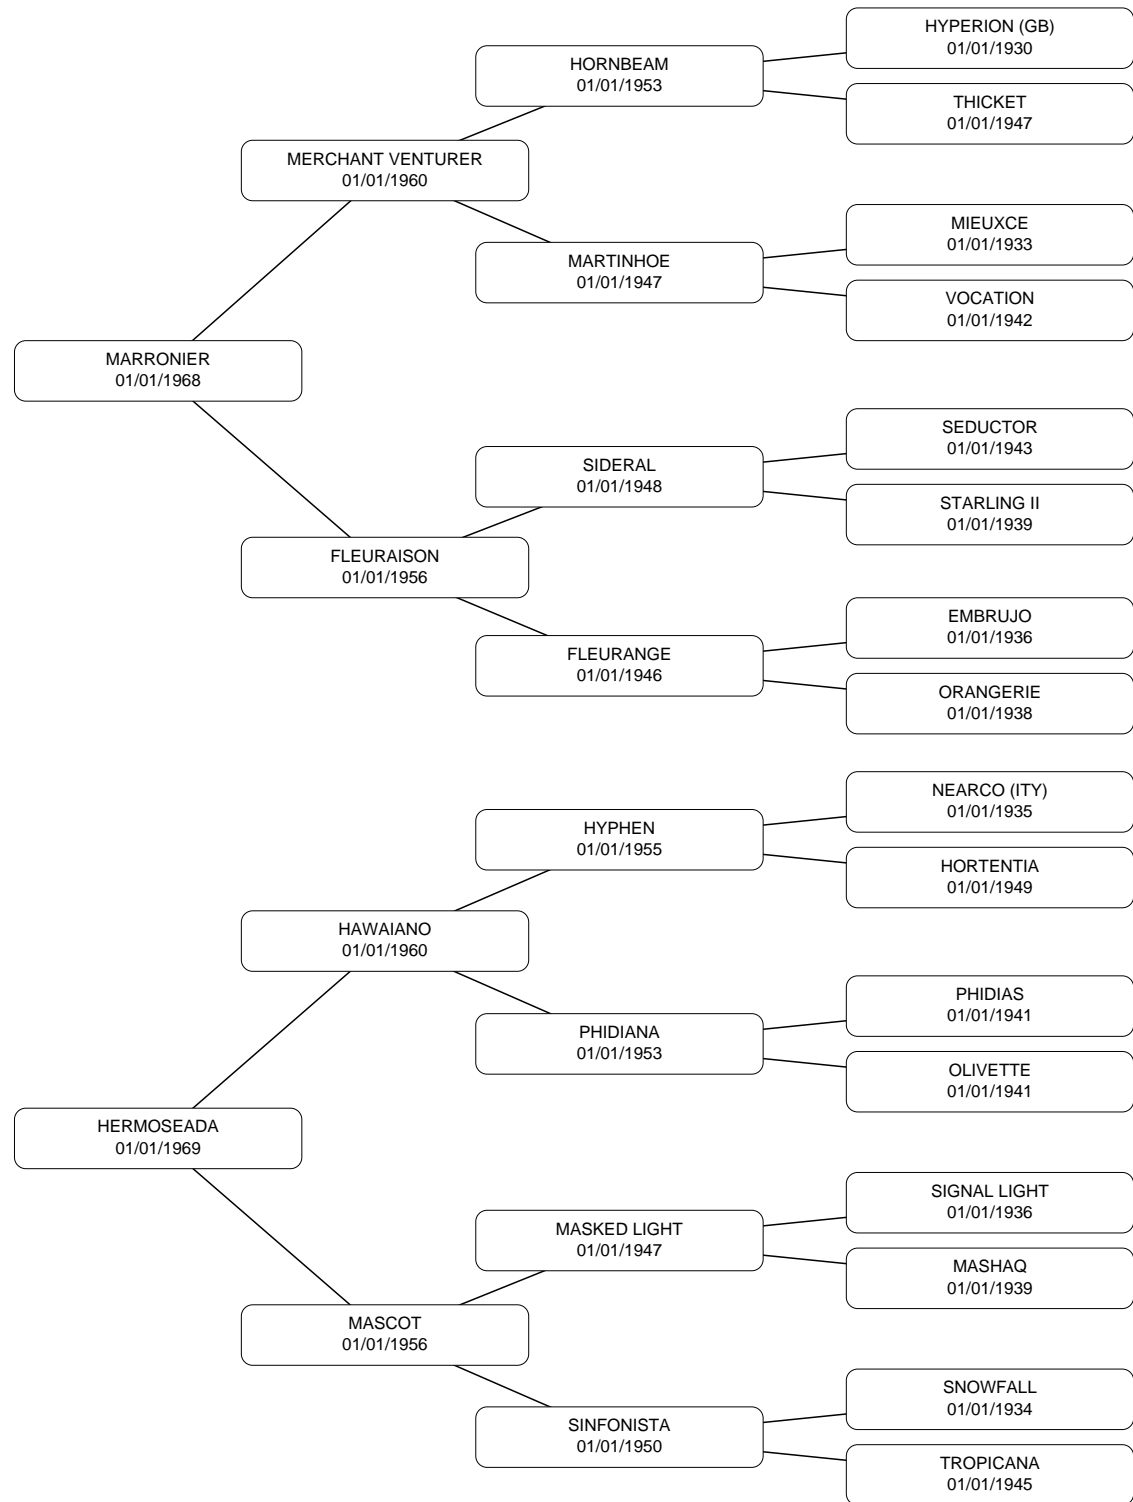 HYPERION (GB)
01/01/1930
HORNBEAM
01/01/1953
THICKET
01/01/1947
MERCHANT VENTURER
01/01/1960
MIEUXCE
01/01/1933
MARTINHOE
01/01/1947
VOCATION
01/01/1942
MARRONIER
01/01/1968
SEDUCTOR
01/01/1943
SIDERAL
01/01/1948
STARLING II
01/01/1939
FLEURAISON
01/01/1956
EMBRUJO
01/01/1936
FLEURANGE
01/01/1946
ORANGERIE
01/01/1938
NEARCO (ITY)
01/01/1935
HYPHEN
01/01/1955
HORTENTIA
01/01/1949
HAWAIANO
01/01/1960
PHIDIAS
01/01/1941
PHIDIANA
01/01/1953
OLIVETTE
01/01/1941
HERMOSEADA
01/01/1969
SIGNAL LIGHT
01/01/1936
MASKED LIGHT
01/01/1947
MASHAQ
01/01/1939
MASCOT
01/01/1956
SNOWFALL
01/01/1934
SINFONISTA
01/01/1950
TROPICANA
01/01/1945